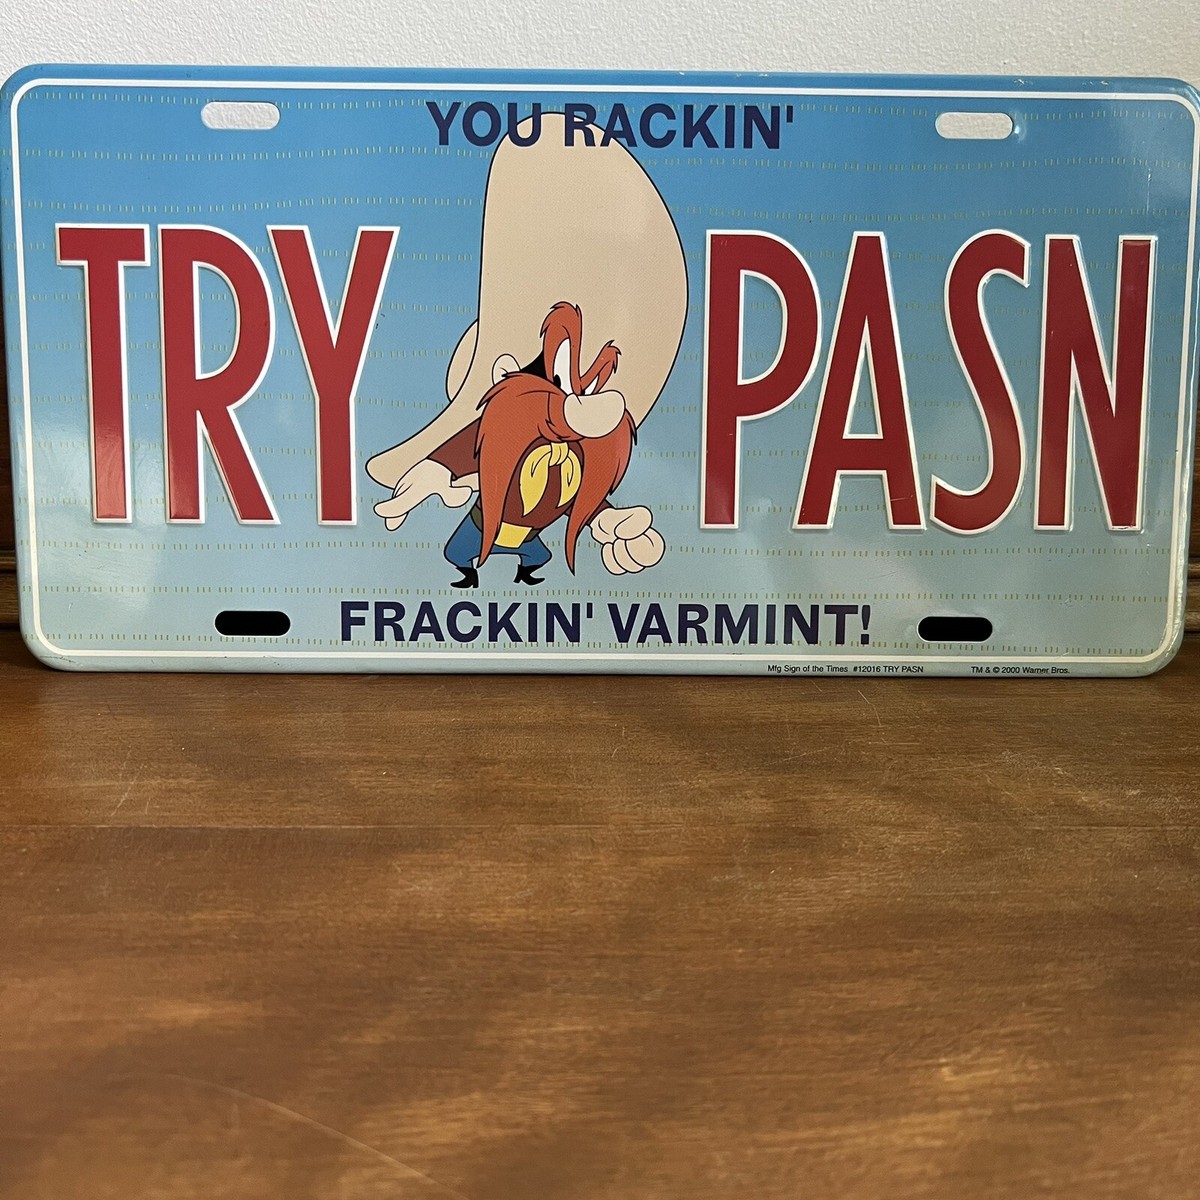 YOU RACKIN'
TRY PASN
FRACKIN' VARMINT!
Mfg Sign of the Times #12016 TRY PASN TM & © 2000 Warner Bros.